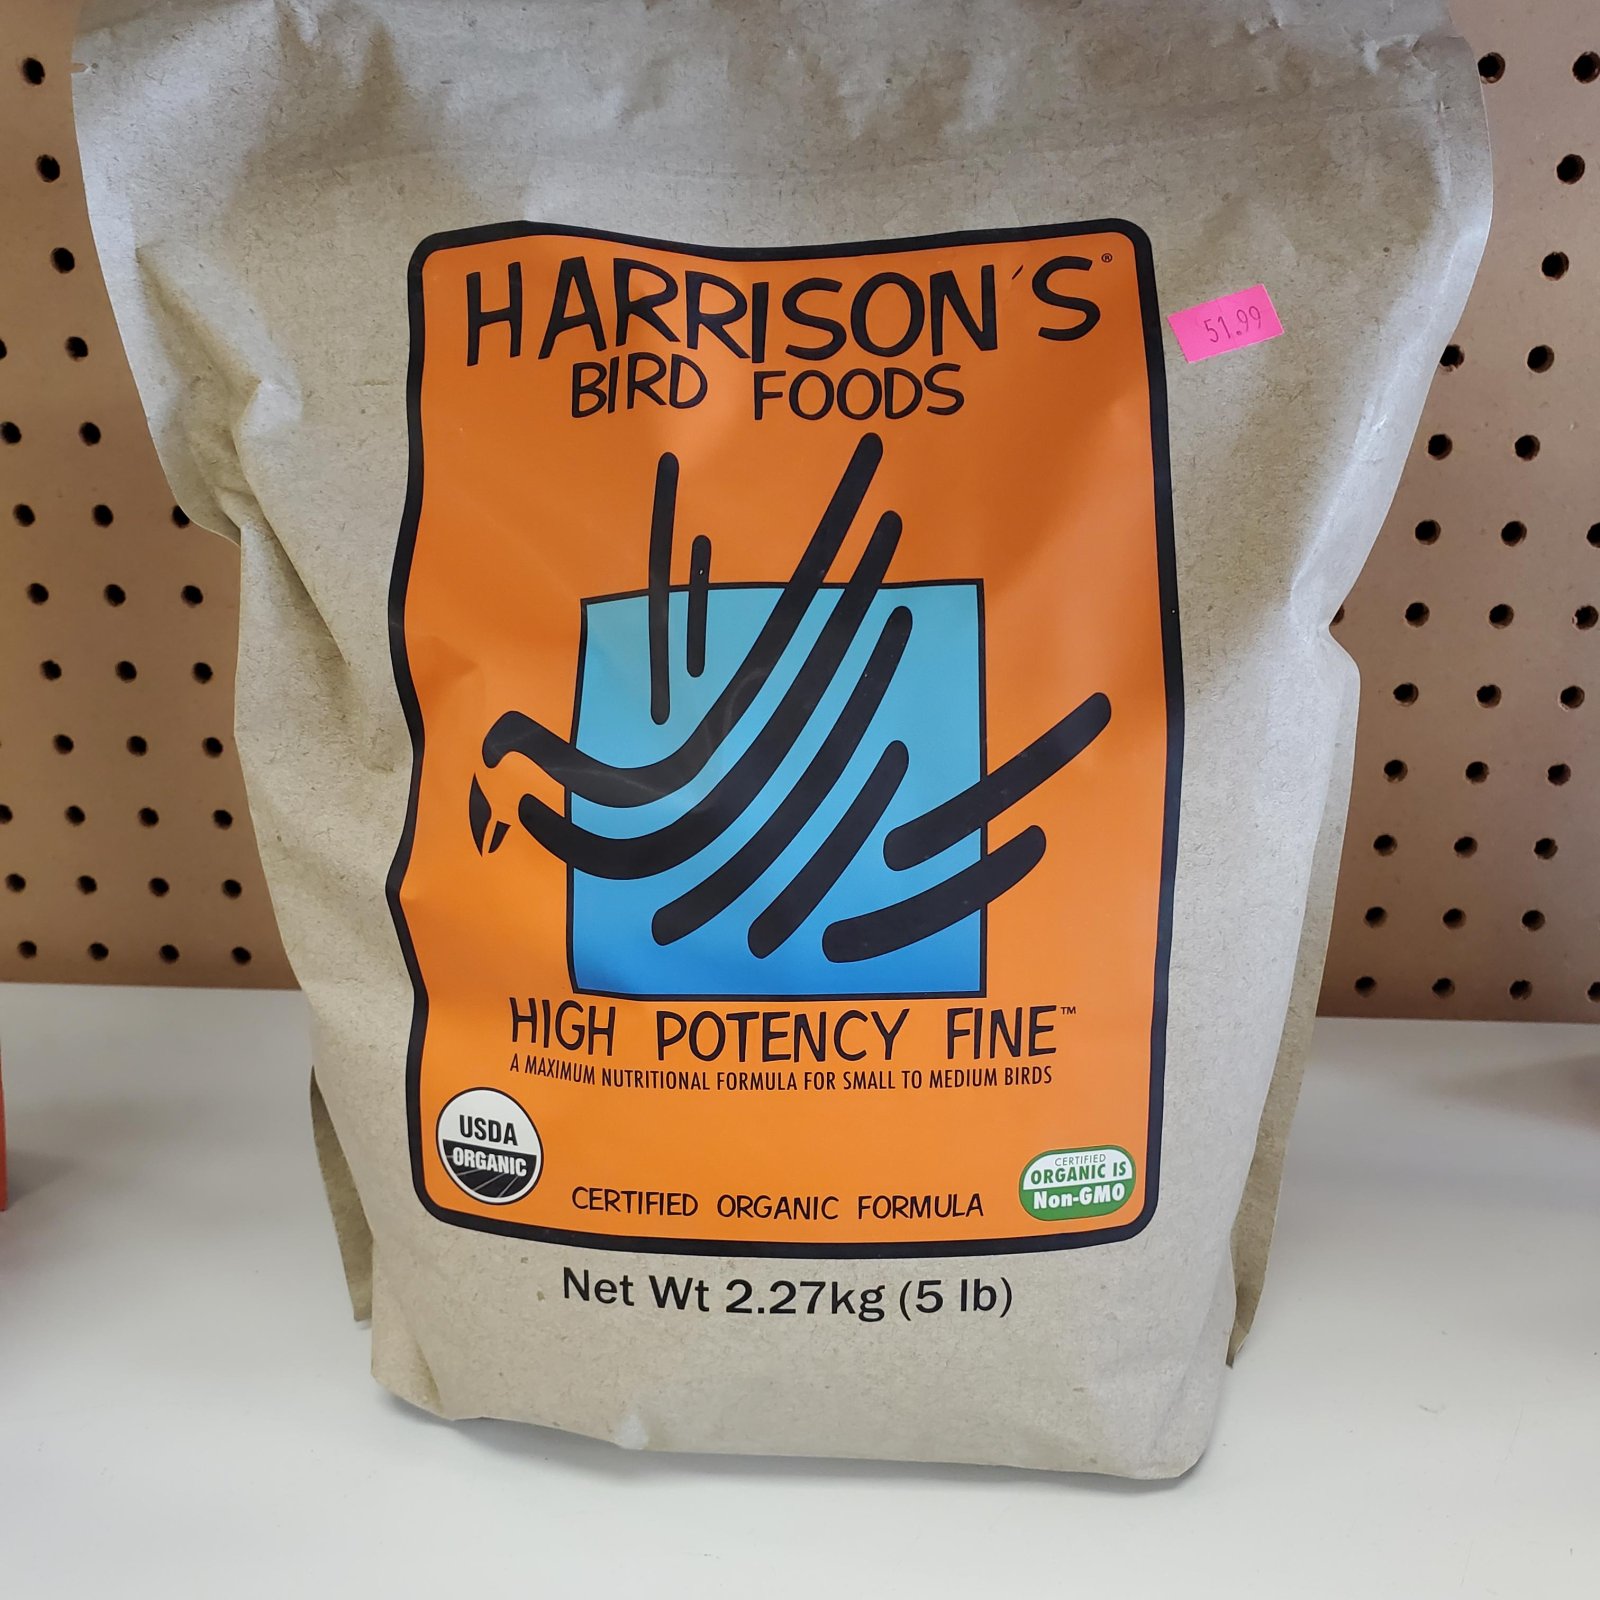 HARRISON'S®
BIRD FOODS
51.99
HIGH POTENCY FINE™
A MAXIMUM NUTRITIONAL FORMULA FOR SMALL TO MEDIUM BIRDS
USDA
ORGANIC
CERTIFIED ORGANIC FORMULA
CERTIFIED
ORGANIC IS
Non-GMO
Net Wt 2.27kg (5 lb)